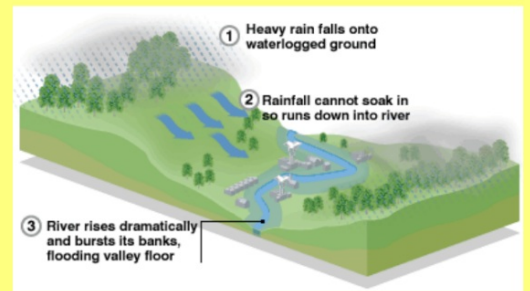 1 Heavy rain falls onto
waterlogged ground
2 Rainfall cannot soak in
so runs down into river
3 River rises dramatically
and bursts its banks,
flooding valley floor